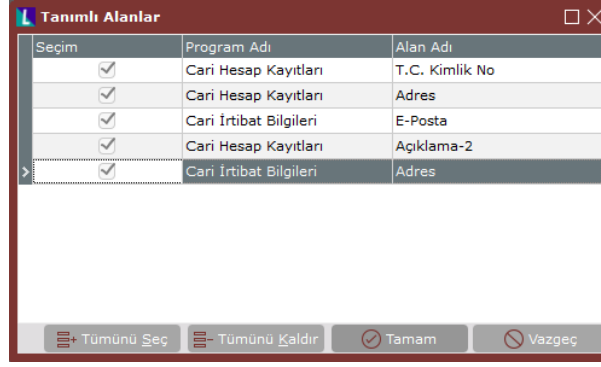 Tanımlı Alanlar
Seçim Program Adı Alan Adı
Cari Hesap Kayıtları T.C. Kimlik No
Cari Hesap Kayıtları Adres
Cari İrtibat Bilgileri E-Posta
Cari Hesap Kayıtları Açıklama-2
Cari İrtibat Bilgileri Adres
Tümünü Seç Tümünü Kaldır Tamam Vazgeç